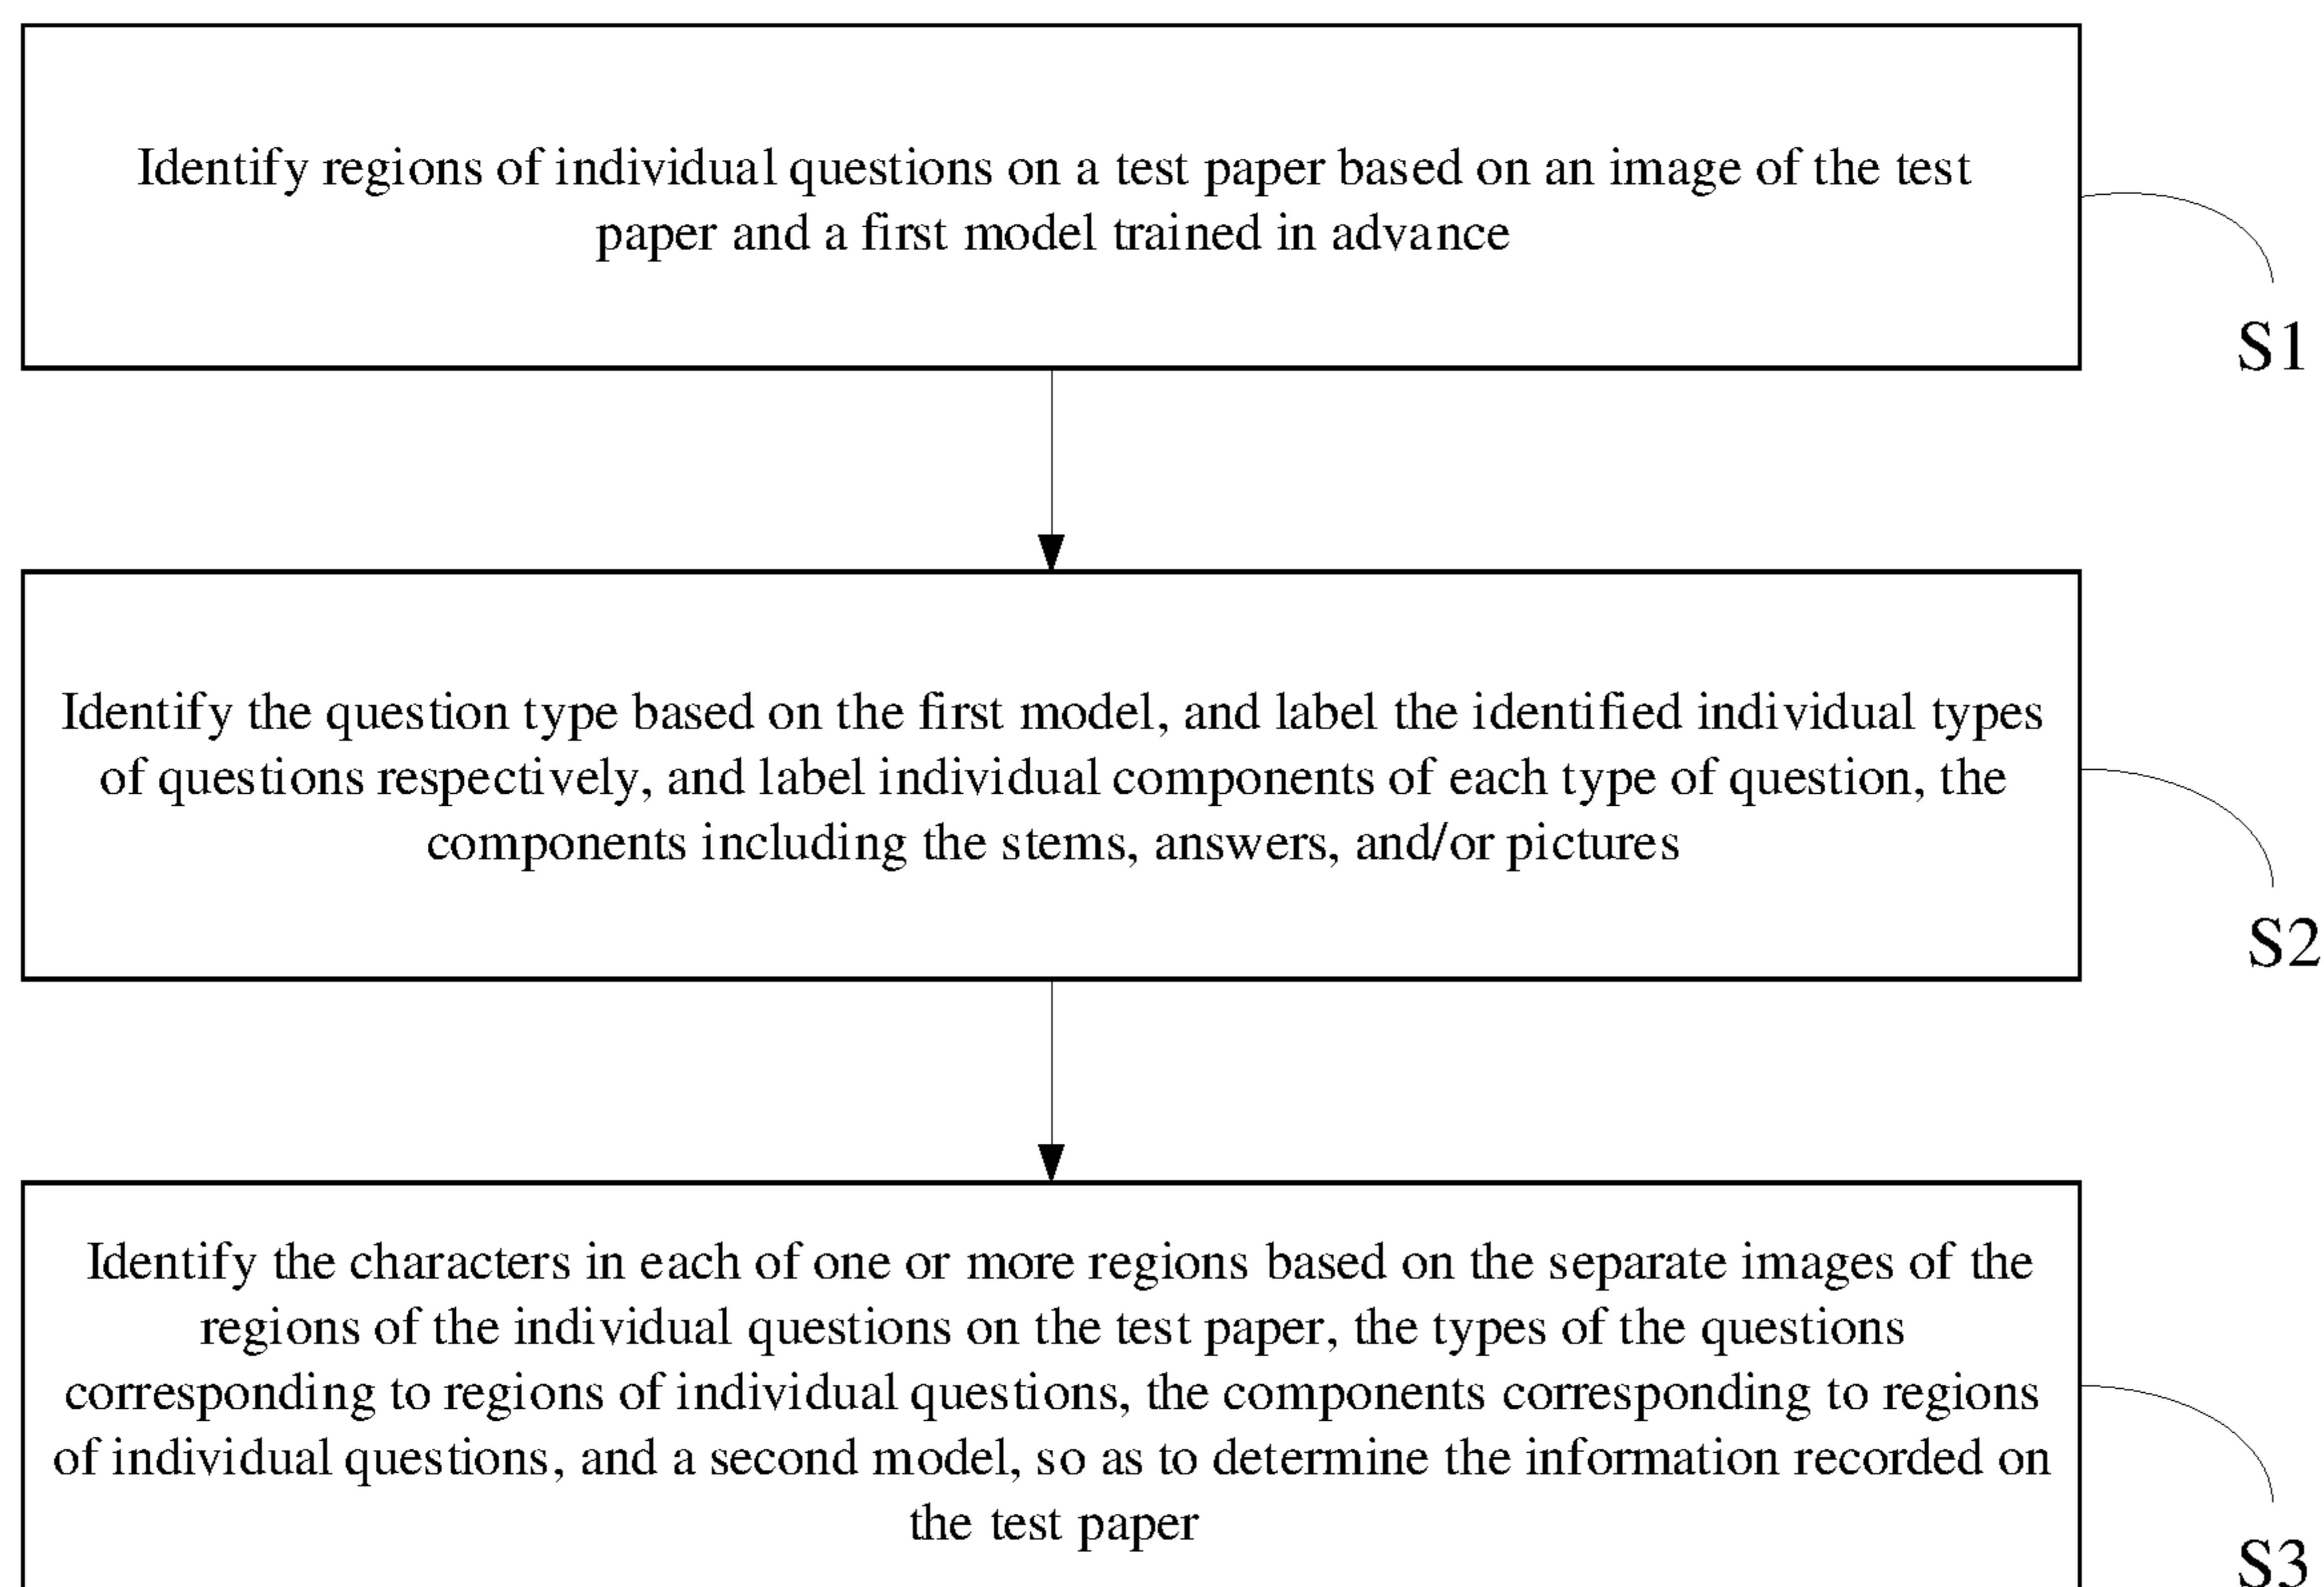 Identify regions of individual questions on a test paper based on an image of the test
paper and a first model trained in advance
S1
Identify the question type based on the first model, and label the identified individual types
of questions respectively, and label individual components of each type of question, the
components including the stems, answers, and/or pictures
S2
Identify the characters in each of one or more regions based on the separate images of the
regions of the individual questions on the test paper, the types of the questions
corresponding to regions of individual questions, the components corresponding to regions
of individual questions, and a second model, so as to determine the information recorded on
the test paper
S3